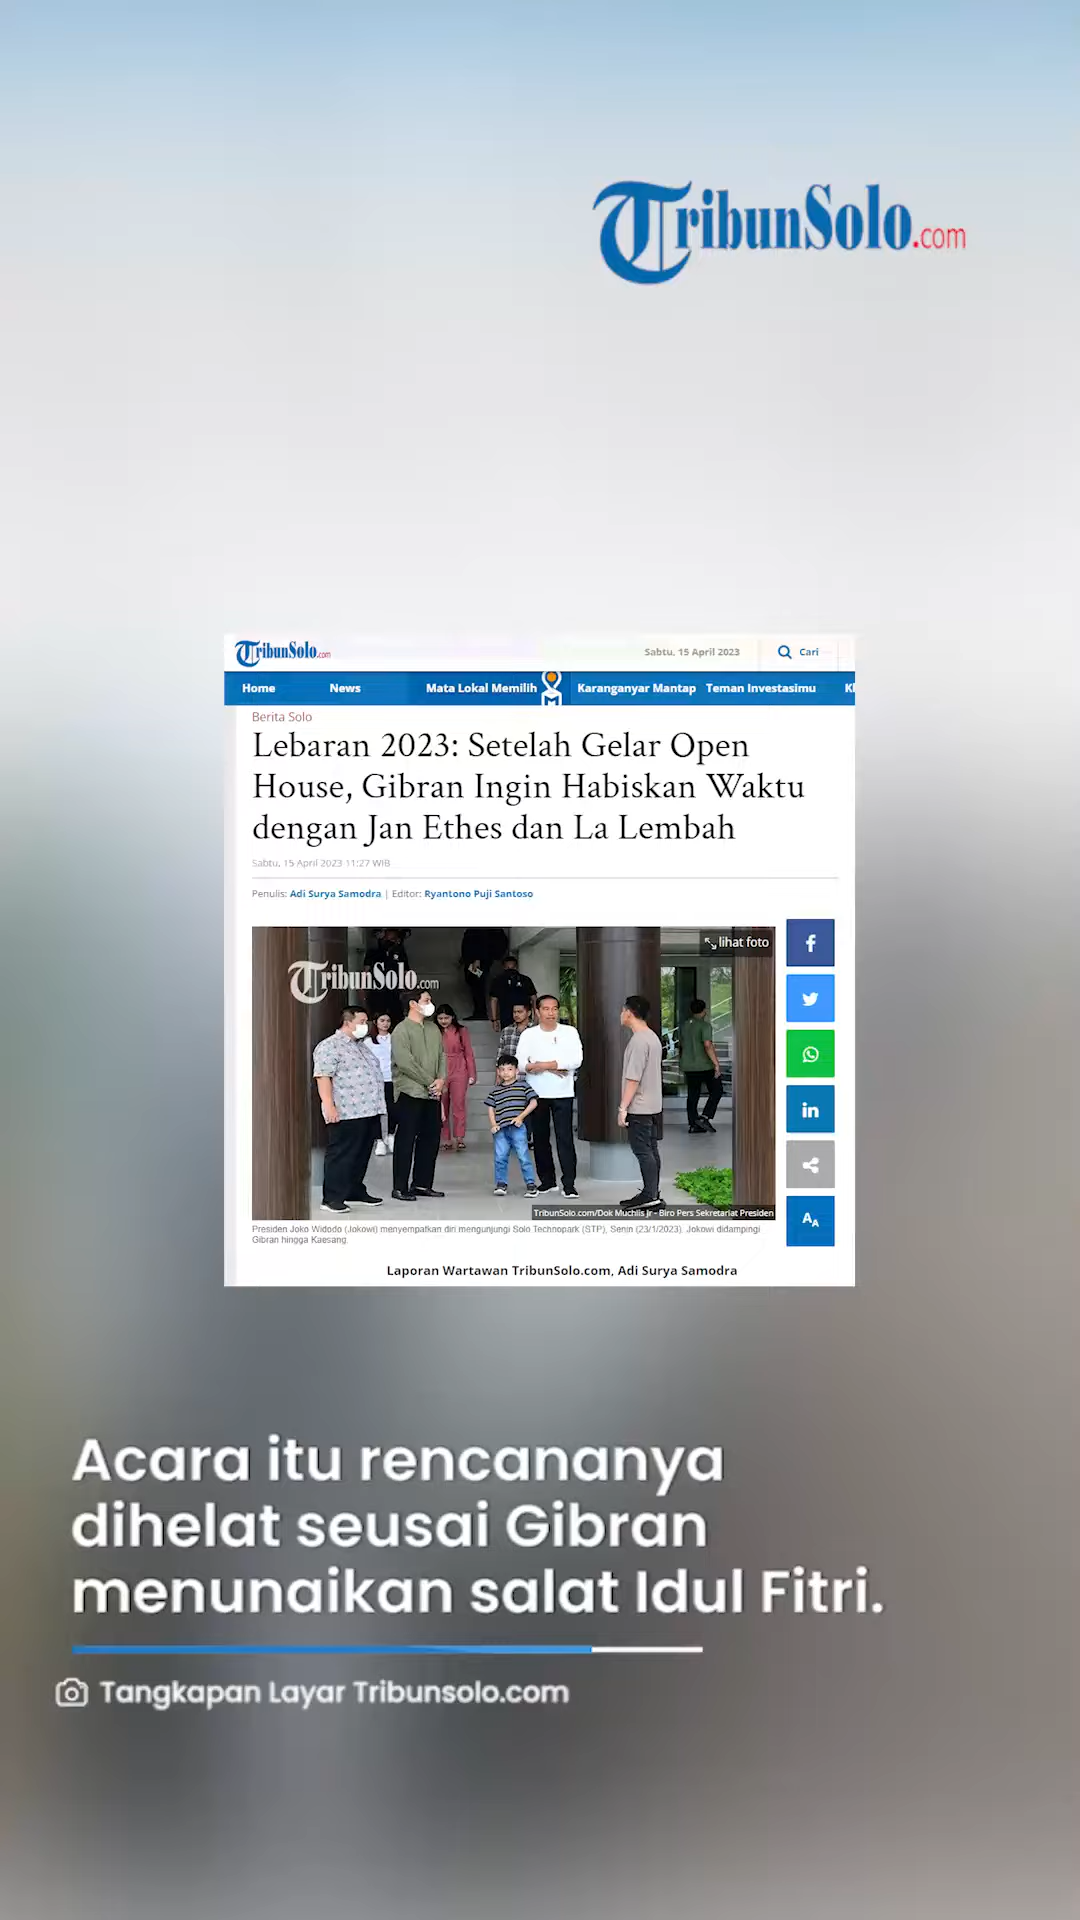 TribunSolo.com
TribunSolo.com
Sabtu, 15 April 2023
Cari
Home News Mata Lokal Memilih Karanganyar Mantap Teman Investasimu
Berita Solo
Lebaran 2023: Setelah Gelar Open
House, Gibran Ingin Habiskan Waktu
dengan Jan Ethes dan La Lembah
Sabtu, 15 April 2023 11:27 WIB
Penulis: Adi Surya Samodra | Editor: Ryantono Puji Santoso
lihat foto
TribunSolo.com
TribunSolo.com/Dok Muchlis Jr - Biro Pers Sekretariat Presiden
Presiden Joko Widodo (Jokowi) menyempatkan diri mengunjungi Solo Technopark (STP), Senin (23/1/2023). Jokowi didampingi
Gibran hingga Kaesang.
Laporan Wartawan TribunSolo.com, Adi Surya Samodra
Acara itu rencananya
dihelat seusai Gibran
menunaikan salat Idul Fitri.
Tangkapan Layar Tribunsolo.com